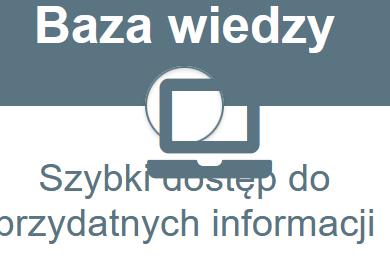 Baza wiedzy
Szybki dostęp do
przydatnych informacji